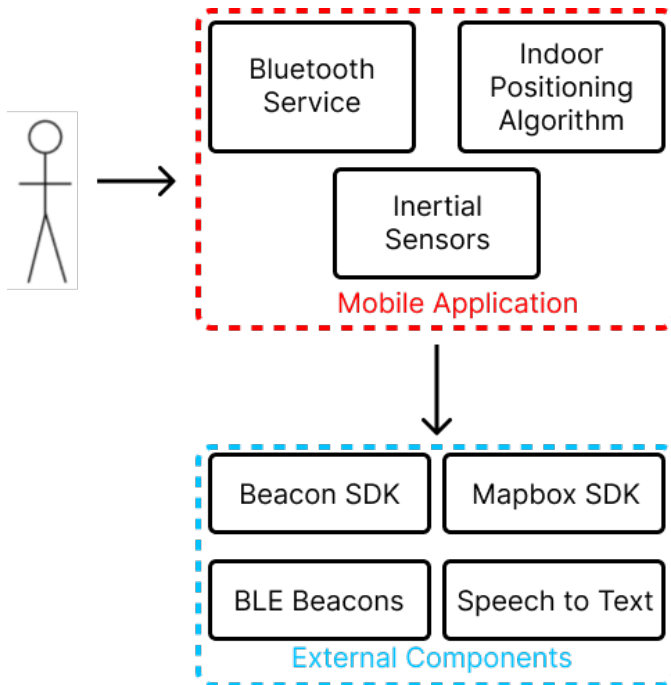 Bluetooth
Service
Indoor
Positioning
Algorithm
Inertial
Sensors
Mobile Application
Beacon SDK
Mapbox SDK
BLE Beacons
Speech to Text
External Components